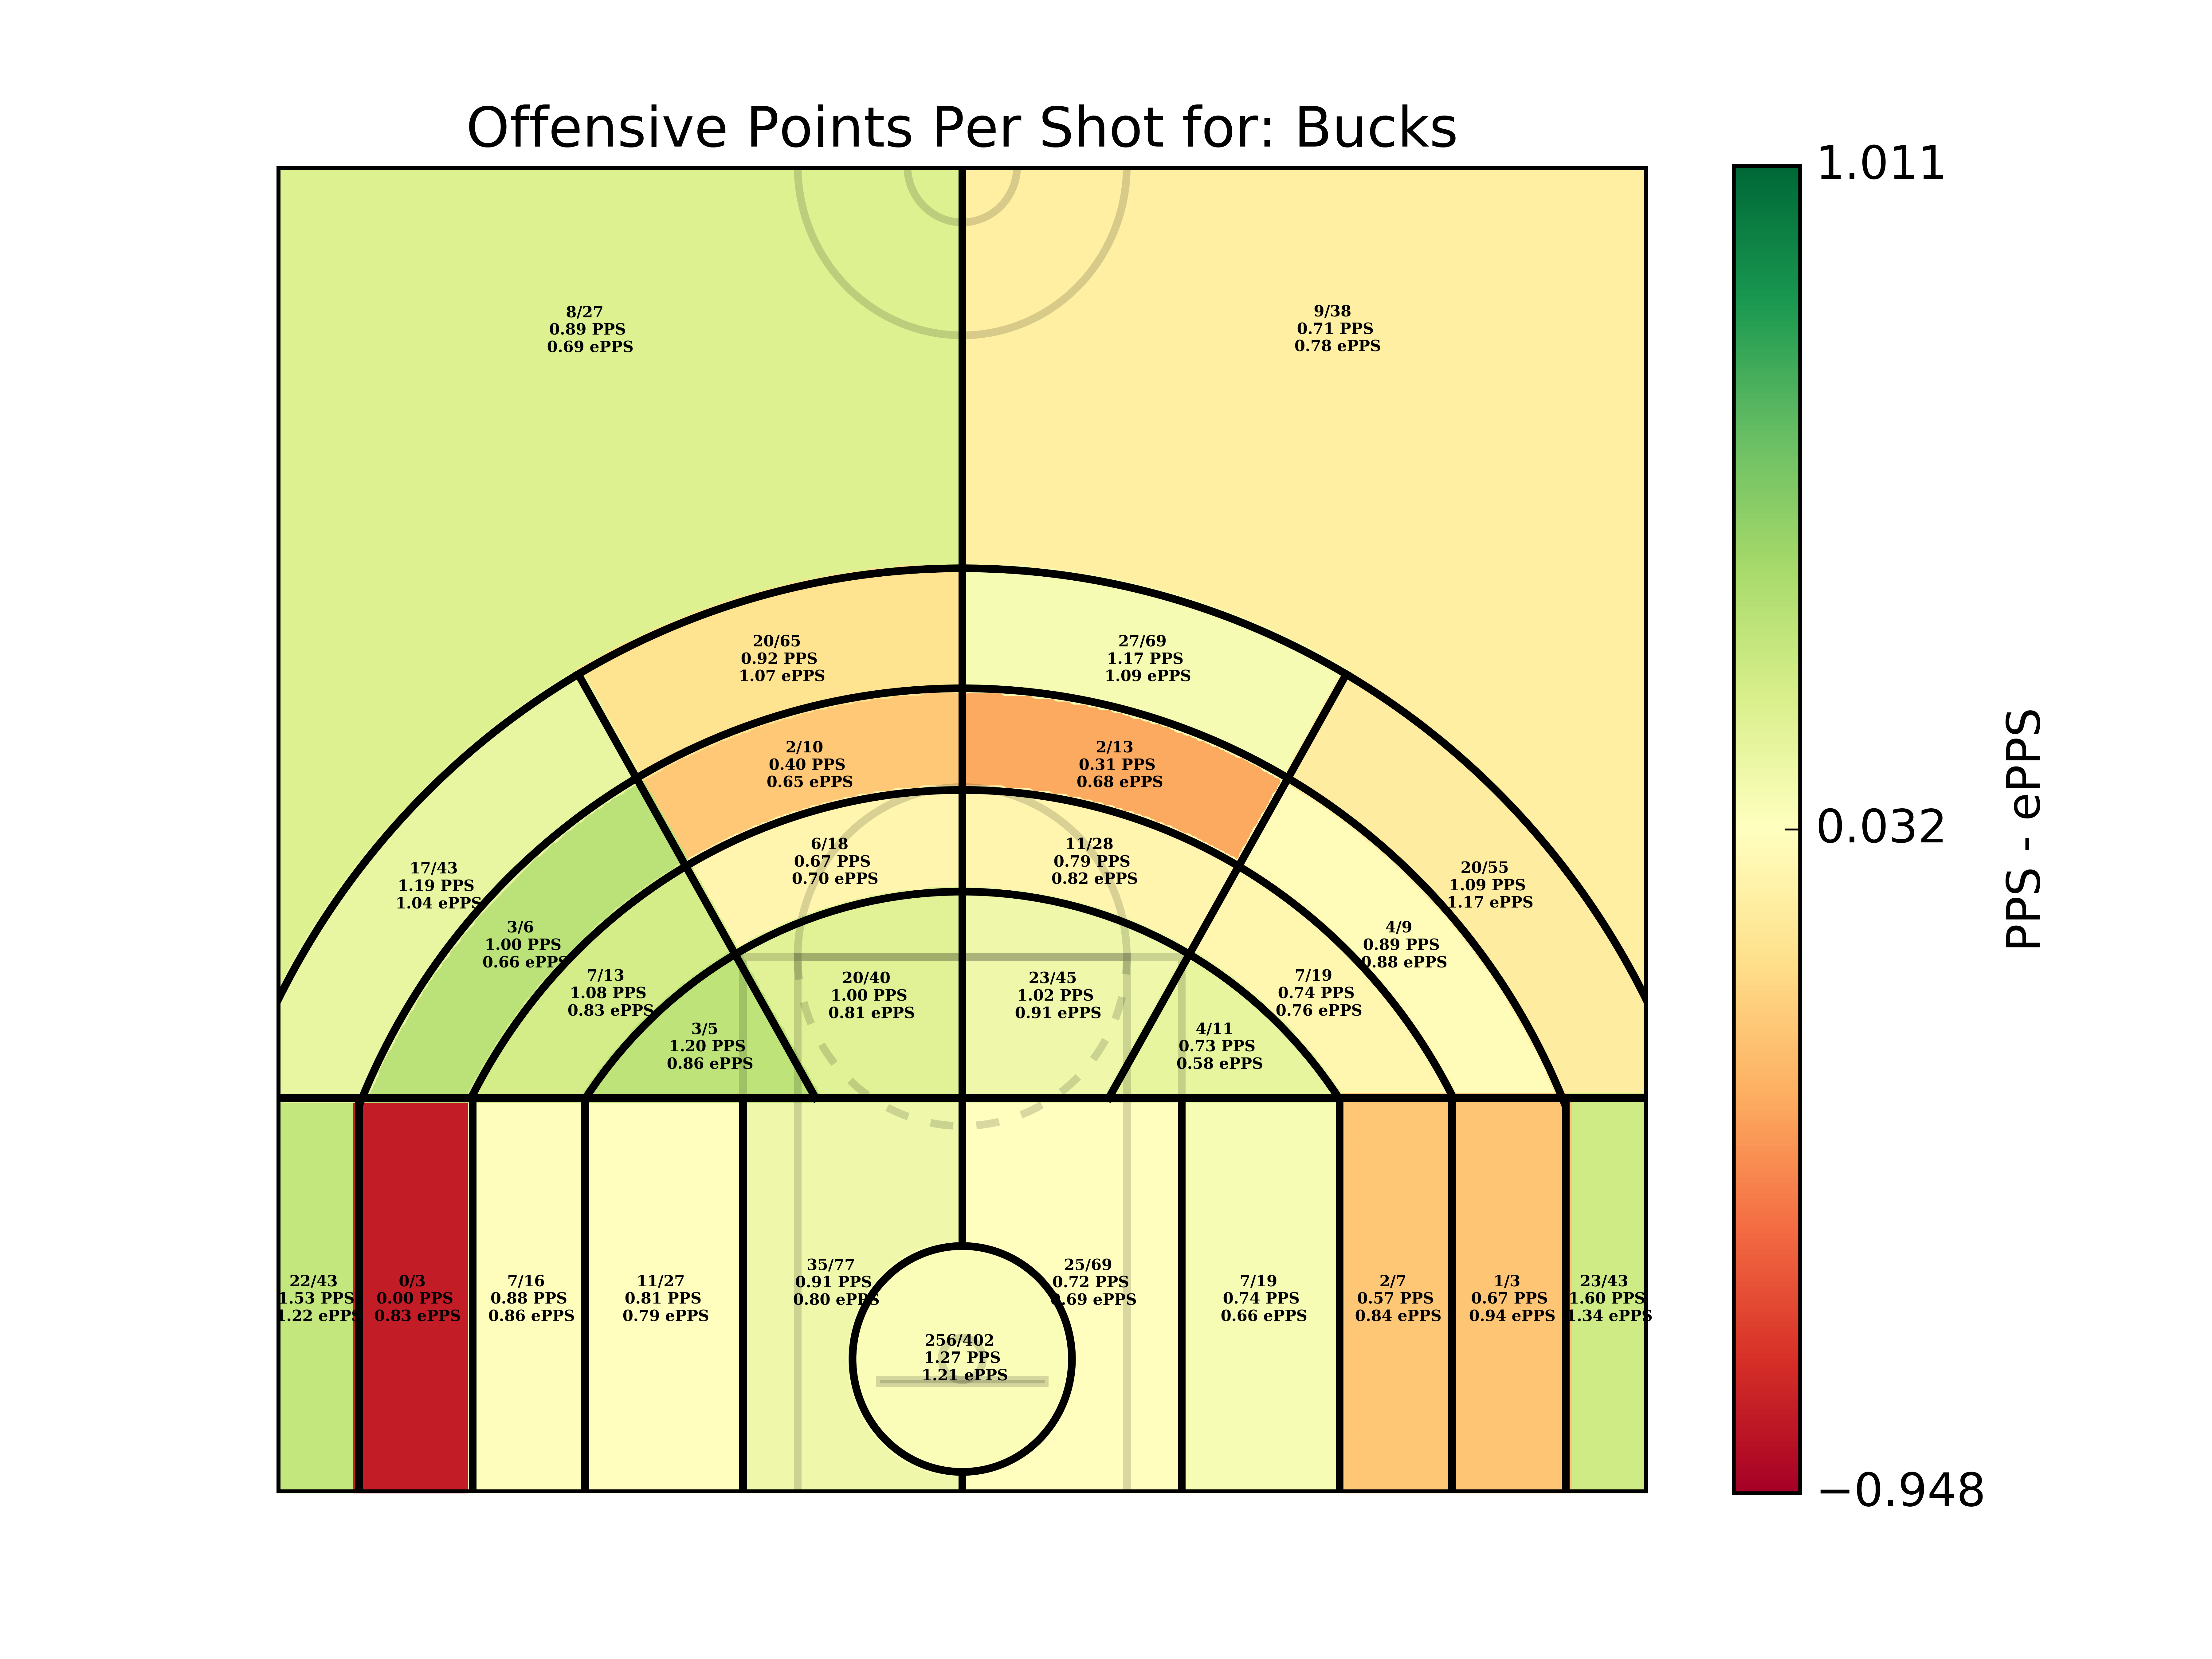 Offensive Points Per Shot for: Bucks
8/27
0.89 PPS
0.69 ePPS
9/38
0.71 PPS
0.78 ePPS
20/65
0.92 PPS
1.07 ePPS
27/69
1.17 PPS
1.09 ePPS
2/10
0.40 PPS
0.65 ePPS
2/13
0.31 PPS
0.68 ePPS
17/43
1.19 PPS
1.04 ePPS
3/6
1.00 PPS
0.66 ePPS
7/13
1.08 PPS
0.83 ePPS
3/5
1.20 PPS
0.86 ePPS
6/18
0.67 PPS
0.70 ePPS
11/28
0.79 PPS
0.82 ePPS
20/40
1.00 PPS
0.81 ePPS
23/45
1.02 PPS
0.91 ePPS
4/11
0.73 PPS
0.58 ePPS
7/19
0.74 PPS
0.76 ePPS
4/9
0.89 PPS
0.88 ePPS
20/55
1.09 PPS
1.17 ePPS
22/43
1.53 PPS
1.22 ePPS
0/3
0.00 PPS
0.83 ePPS
7/16
0.88 PPS
0.86 ePPS
11/27
0.81 PPS
0.79 ePPS
35/77
0.91 PPS
0.80 ePPS
256/402
1.27 PPS
1.21 ePPS
25/69
0.72 PPS
0.69 ePPS
7/19
0.74 PPS
0.66 ePPS
2/7
0.57 PPS
0.84 ePPS
1/3
0.67 PPS
0.94 ePPS
23/43
1.60 PPS
1.34 ePPS
1.011
0.032
−0.948
PPS - ePPS